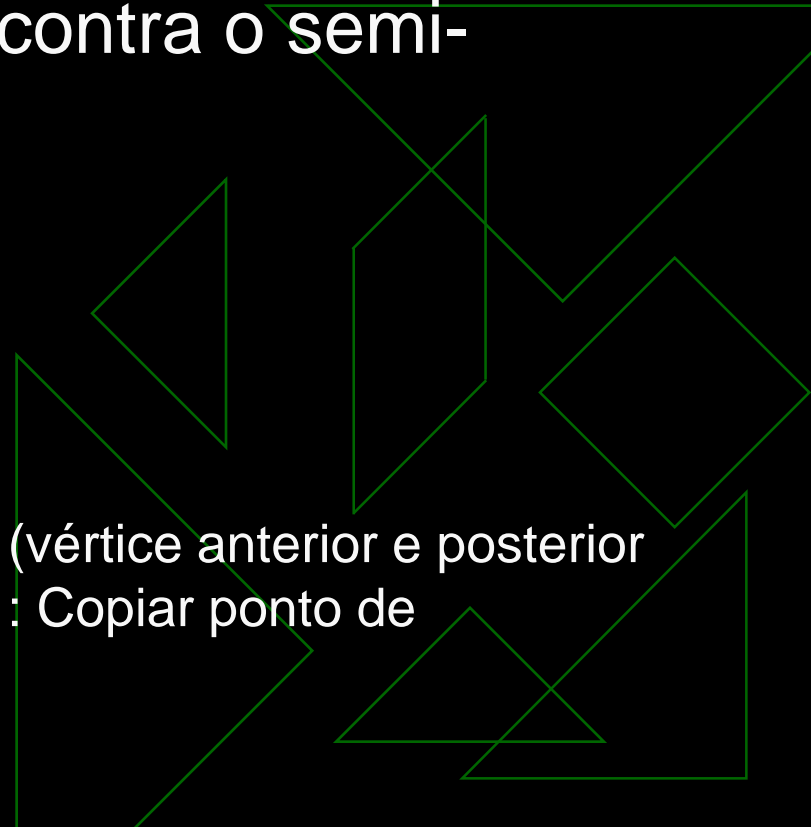 contra o semi-
(vértice anterior e posterior
: Copiar ponto de